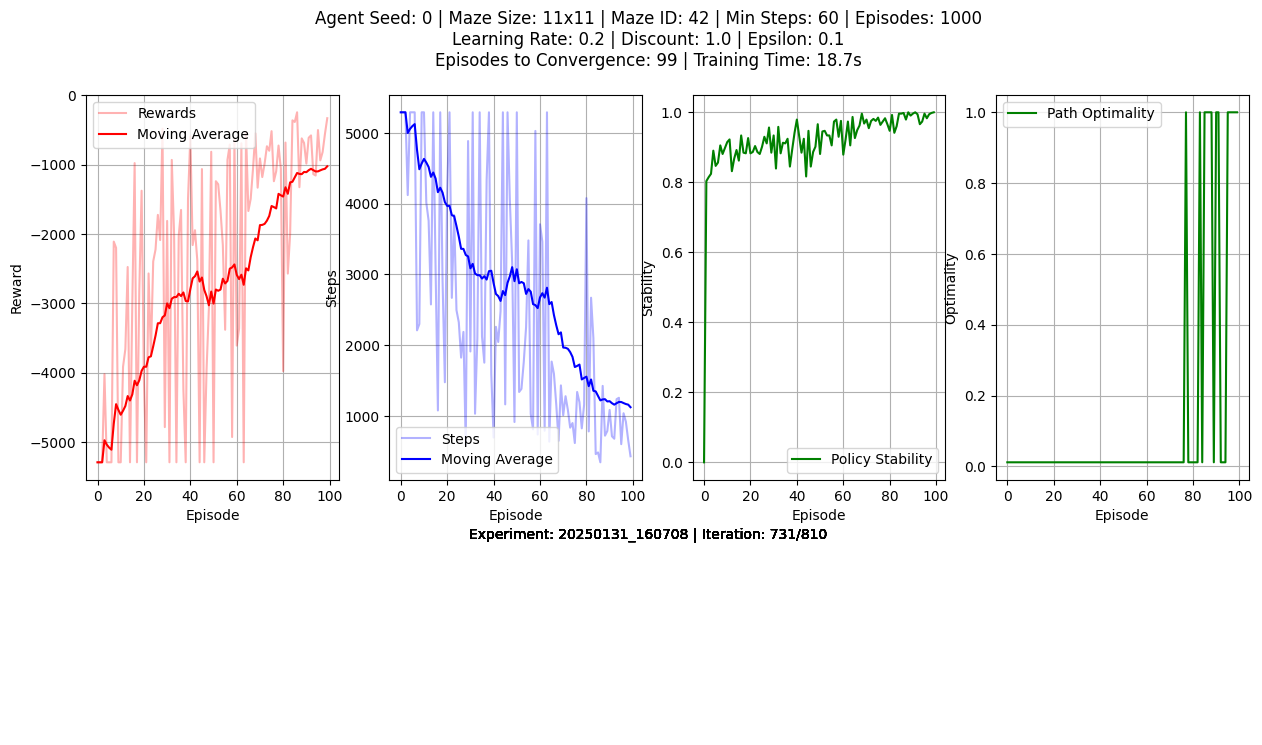 Agent Seed: 0 | Maze Size: 11x11 | Maze ID: 42 | Min Steps: 60 | Episodes: 1000
Learning Rate: 0.2 | Discount: 1.0 | Epsilon: 0.1
Episodes to Convergence: 99 | Training Time: 18.7s
Rewards
Moving Average
0
−1000
−2000
−3000
−4000
−5000
Reward
0 20 40 60 80 100
Episode
Steps
Moving Average
5000
4000
3000
2000
1000
Steps
0 20 40 60 80 100
Episode
Policy Stability
1.0
0.8
0.6
0.4
0.2
0.0
Stability
0 20 40 60 80 100
Episode
Path Optimality
1.0
0.8
0.6
0.4
0.2
0.0
Optimality
0 20 40 60 80 100
Episode
Experiment: 20250131_160708 | Iteration: 731/810